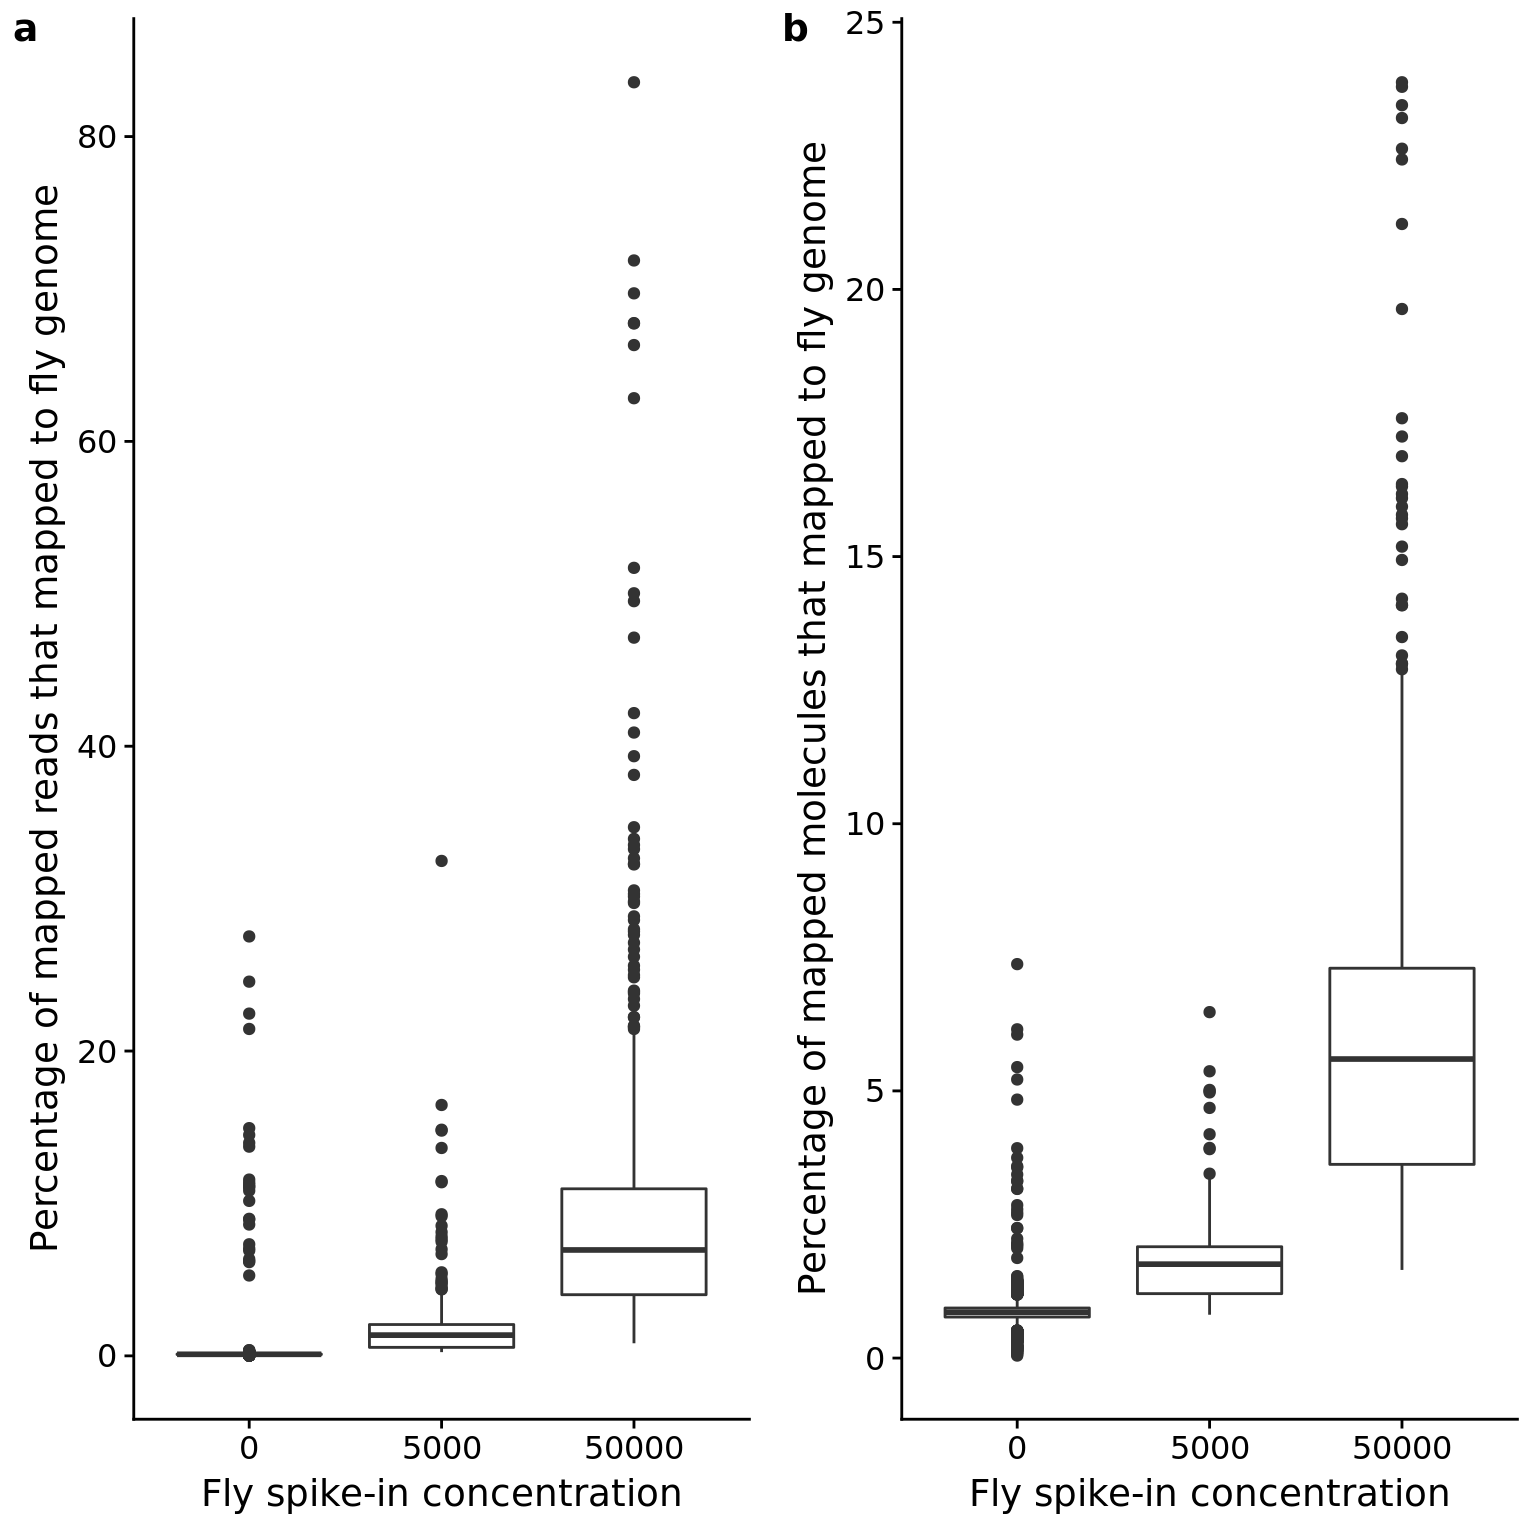 a
Percentage of mapped reads that mapped to fly genome
80
60
40
20
0
0 5000 50000
Fly spike-in concentration
b
Percentage of mapped molecules that mapped to fly genome
25
20
15
10
5
0
0 5000 50000
Fly spike-in concentration